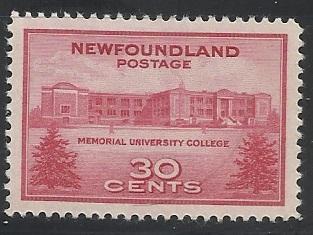 NEWFOUNDLAND
POSTAGE
MEMORIAL UNIVERSITY COLLEGE
30
CENTS